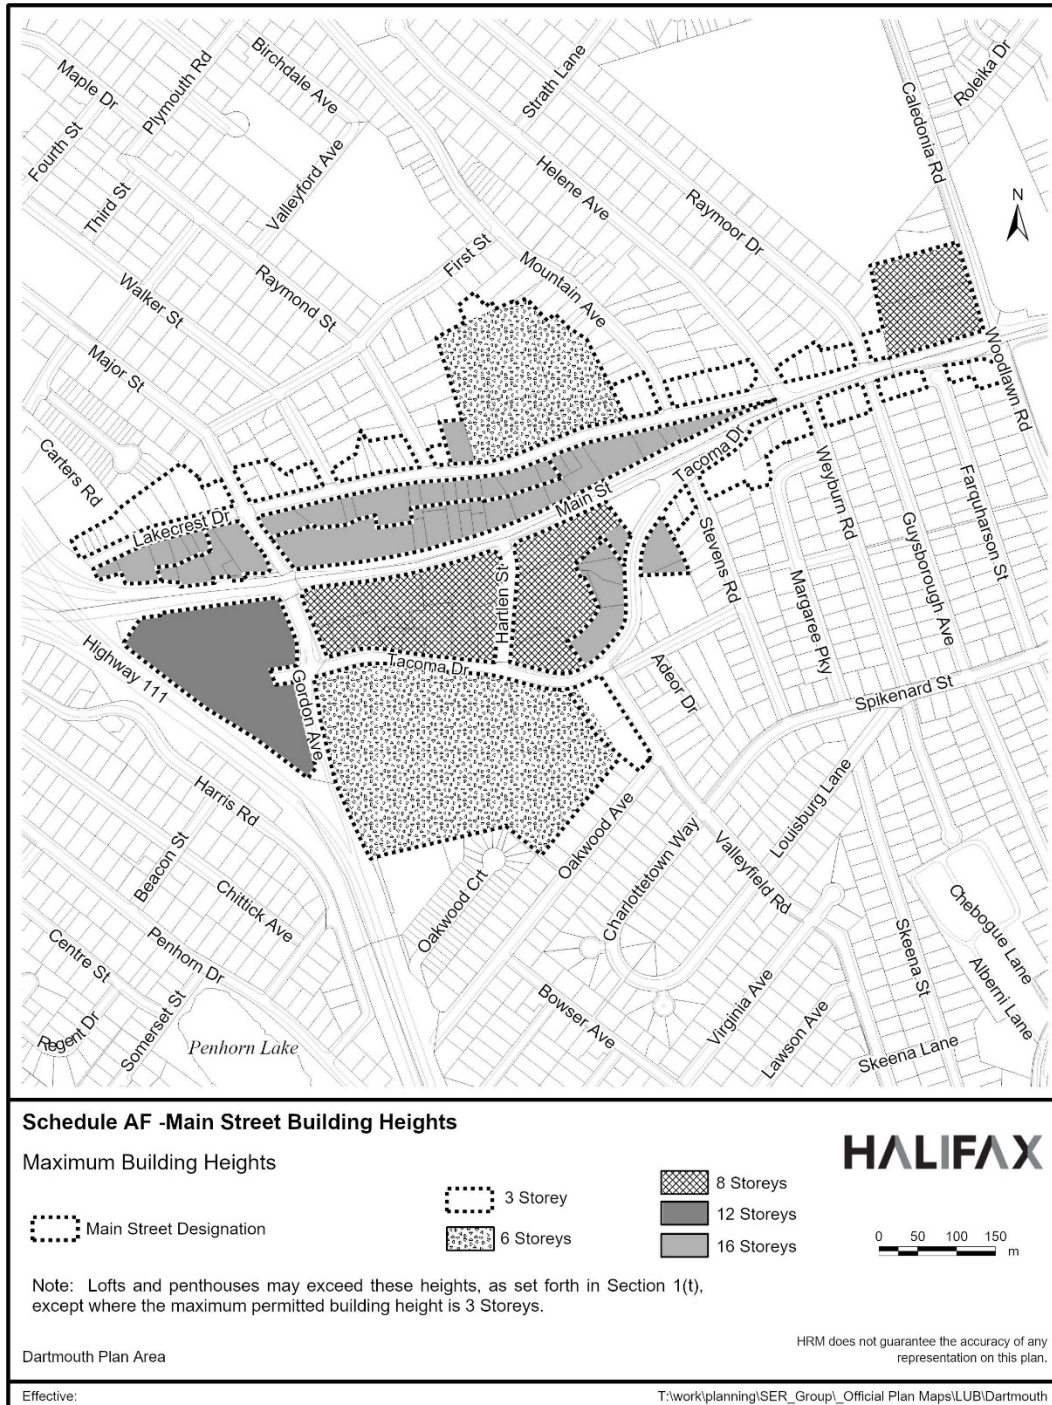 Birchdale Ave
Plymouth Rd
Maple Dr
Fourth St
Third St
Valleyford Ave
Strath Lane
Caledonia Rd
Roleika Dr
Helene Ave
Raymoor Dr
N
First St
Mountain Ave
Walker St
Raymond St
Major St
Woodlawn Rd
Carters Rd
Lakecrest Dr
Main St
Tacoma Dr
Weyburn Rd
Farquharson St
Guysborough Ave
Stevens Rd
Margaree Pky
Hartlen St
Highway 111
Gordon Ave
Tacoma Dr
Adeor Dr
Spikenard St
Harris Rd
Louisburg Lane
Beacon St
Chittick Ave
Oakwood Ave
Charlottetown Way
Valleyfield Rd
Oakwood Crt
Penhorn Dr
Centre St
Chebogue Lane
Skeena St
Alberni Lane
Somerset St
Regent Dr
Bowser Ave
Virginia Ave
Lawson Ave
Skeena Lane
Penhorn Lake
Schedule AF -Main Street Building Heights
Maximum Building Heights
HALIFAX
Main Street Designation
3 Storey
6 Storeys
8 Storeys
12 Storeys
16 Storeys
0 50 100 150
m
Note: Lofts and penthouses may exceed these heights, as set forth in Section 1(t),
except where the maximum permitted building height is 3 Storeys.
Dartmouth Plan Area
HRM does not guarantee the accuracy of any
representation on this plan.
Effective:
T:\work\planning\SER_Group\_Official Plan Maps\LUB\Dartmouth